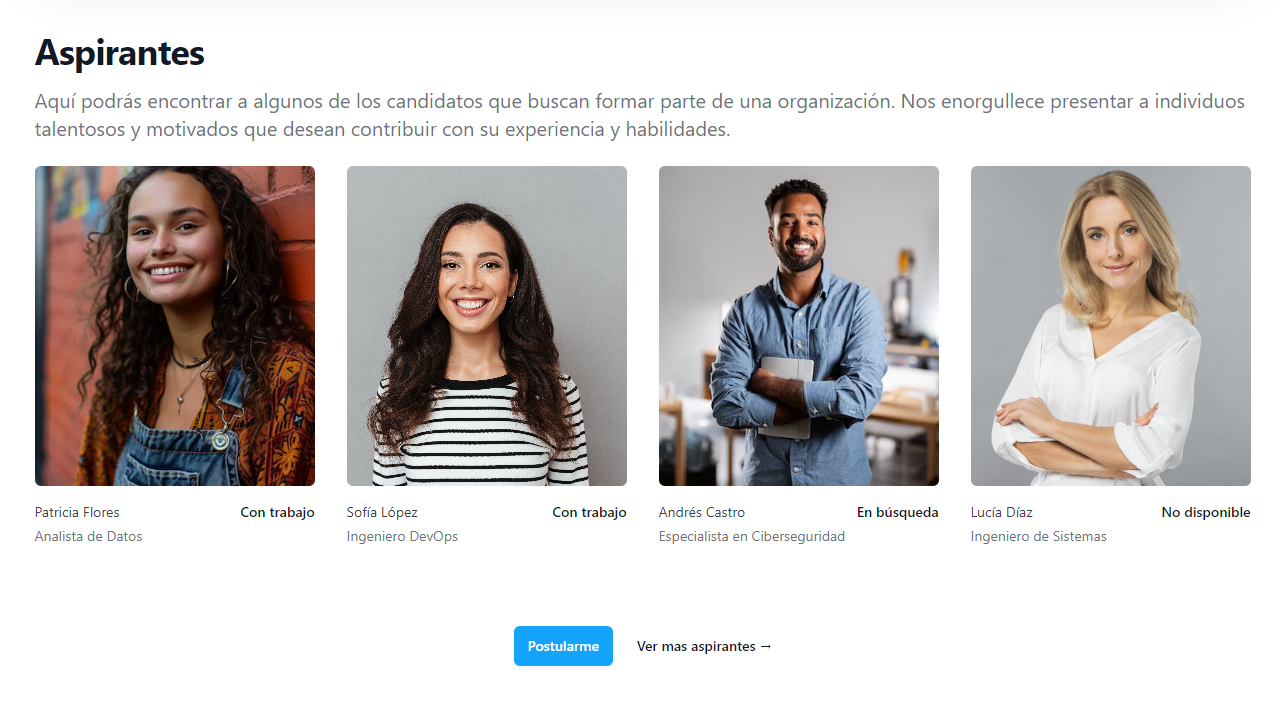 Aspirantes
Aquí podrás encontrar a algunos de los candidatos que buscan formar parte de una organización. Nos enorgullece presentar a individuos
talentosos y motivados que desean contribuir con su experiencia y habilidades.
Patricia Flores Con trabajo
Analista de Datos
Sofía López Con trabajo
Ingeniero DevOps
Andrés Castro En búsqueda
Especialista en Ciberseguridad
Lucía Díaz No disponible
Ingeniero de Sistemas
Postularme Ver mas aspirantes →